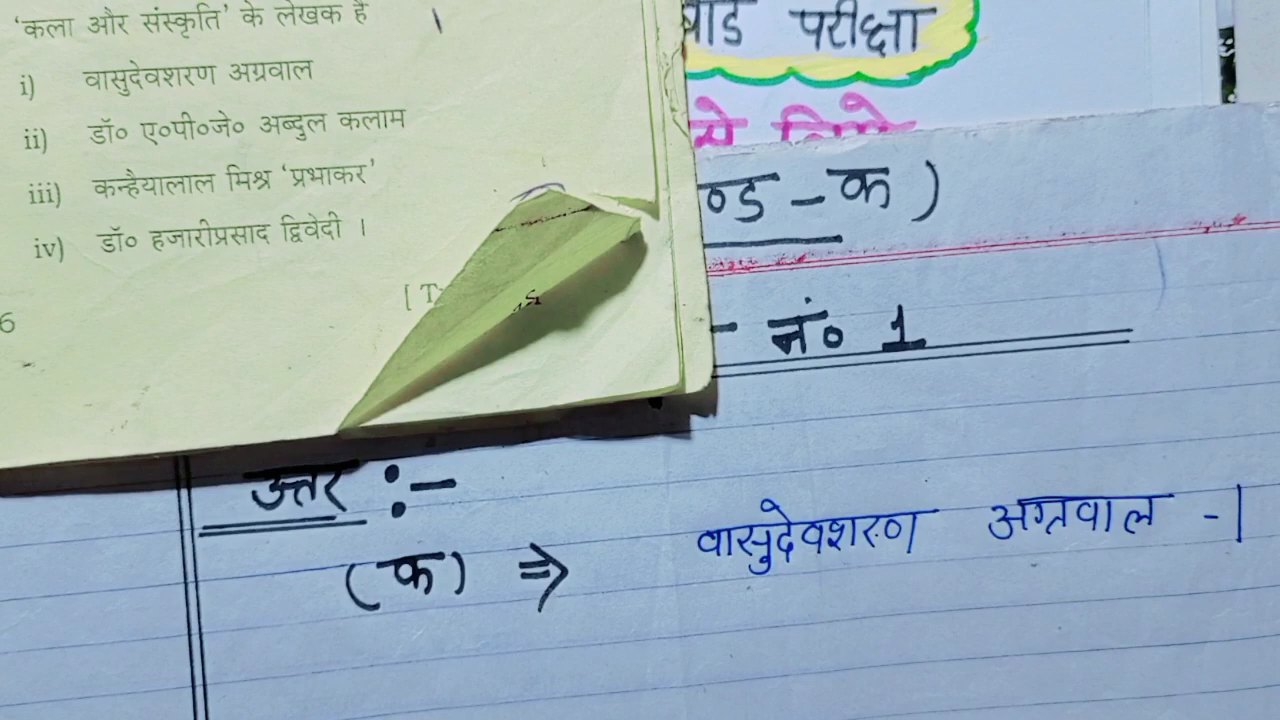 'कला और संस्कृति' के लेखक हैं
i) वासुदेवशरण अग्रवाल
ii) डॉ० ए०पी०जे० अब्दुल कलाम
iii) कन्हैयालाल मिश्र 'प्रभाकर'
iv) डॉ० हजारीप्रसाद द्विवेदी ।
[ T
6
परीक्षा
से लिखे
ण्ड - क )
नं० 1
उत्तर :-
(क) ⇒ वासुदेवशरण अग्रवाल -|